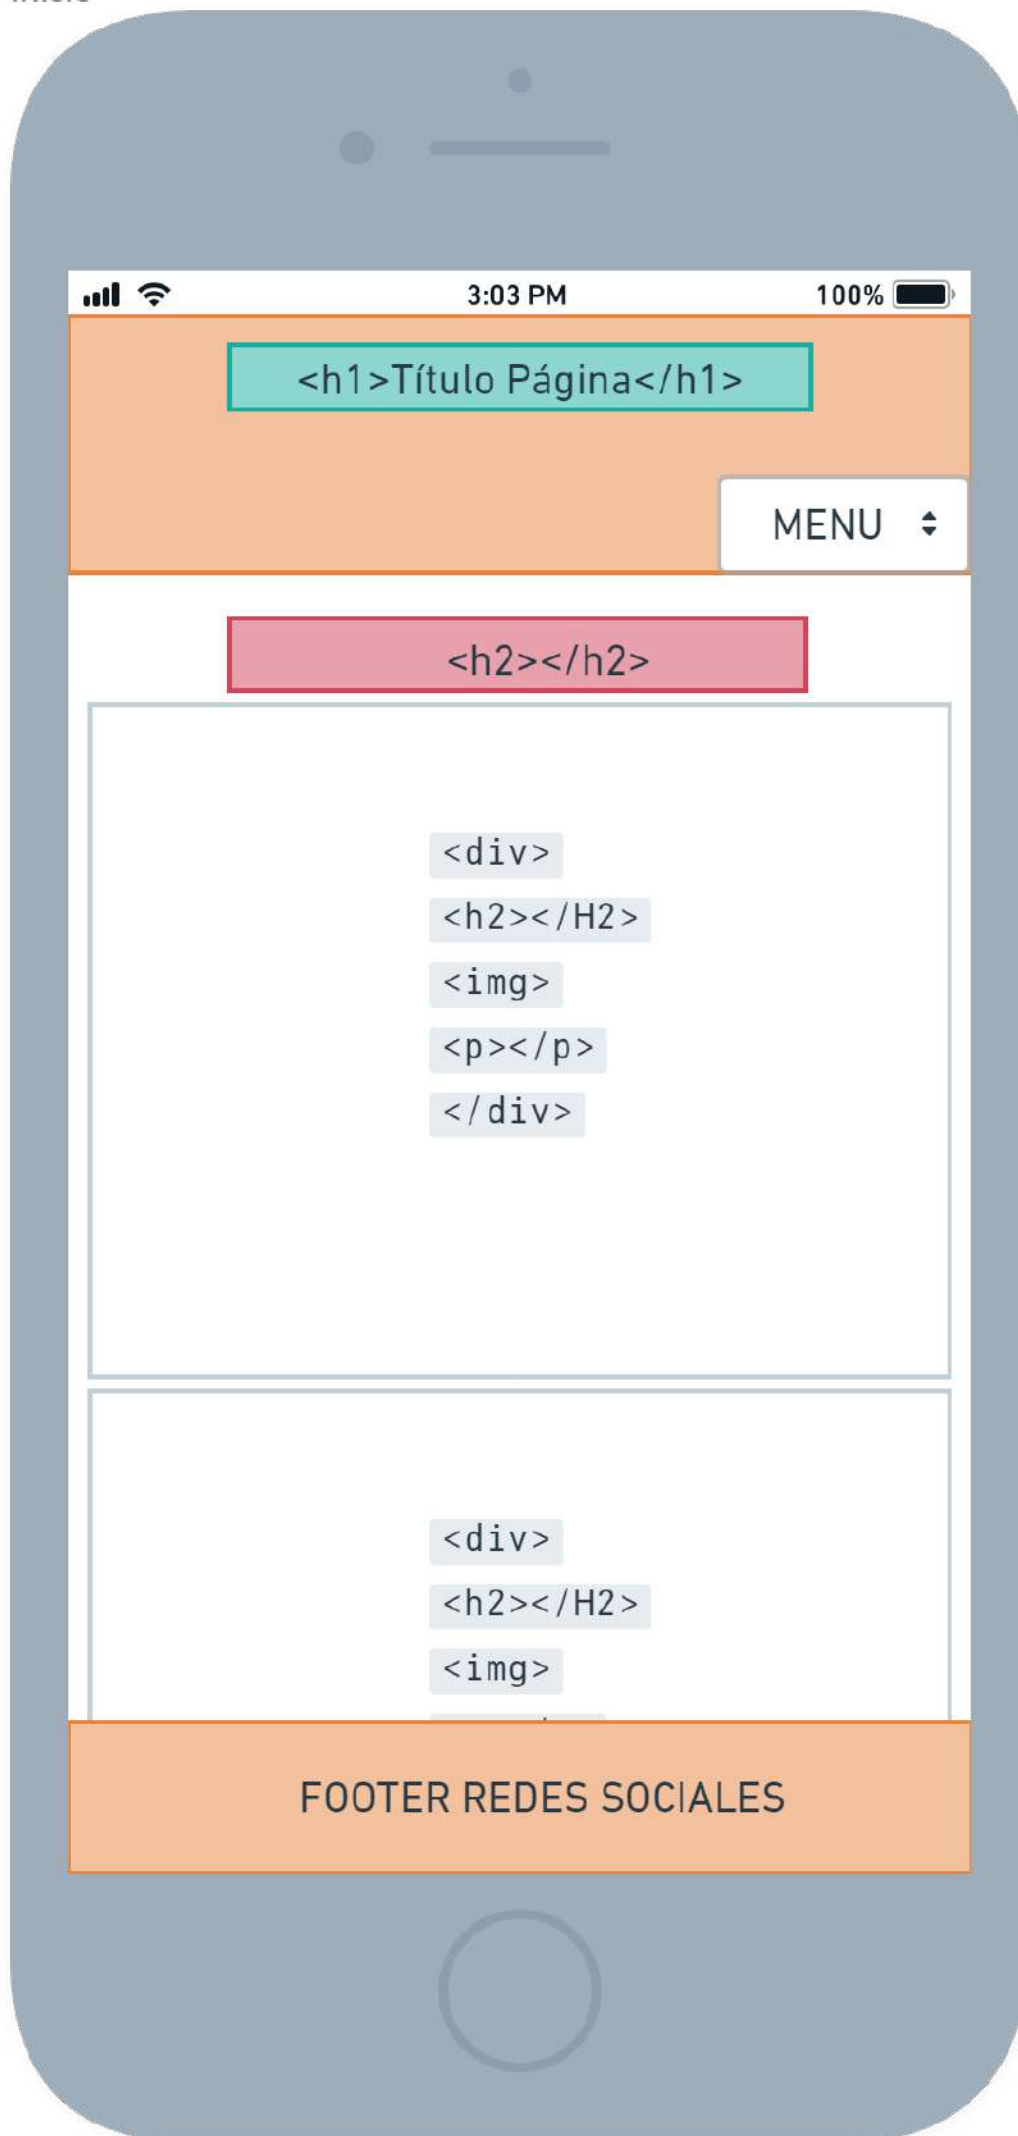 3:03 PM
100%
<h1>Título Página</h1>
MENU
<h2></h2>
<div>
<h2></H2>
<img>
<p></p>
</div>
<div>
<h2></H2>
<img>
FOOTER REDES SOCIALES